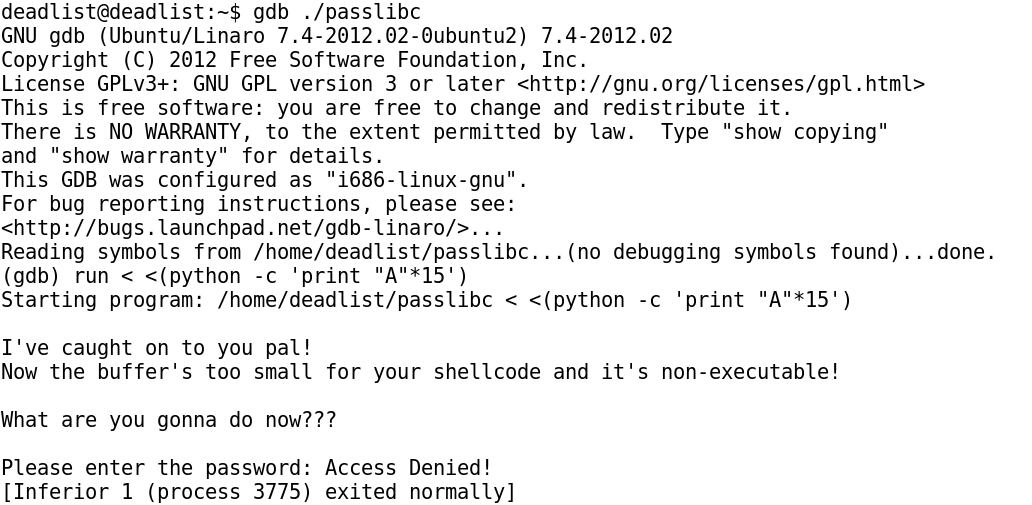 deadlist@deadlist:~$ gdb ./passlibc
GNU gdb (Ubuntu/Linaro 7.4-2012.02-0ubuntu2) 7.4-2012.02
Copyright (C) 2012 Free Software Foundation, Inc.
License GPLv3+: GNU GPL version 3 or later <http://gnu.org/licenses/gpl.html>
This is free software: you are free to change and redistribute it.
There is NO WARRANTY, to the extent permitted by law.  Type "show copying"
and "show warranty" for details.
This GDB was configured as "i686-linux-gnu".
For bug reporting instructions, please see:
<http://bugs.launchpad.net/gdb-linaro/>...
Reading symbols from /home/deadlist/passlibc...(no debugging symbols found)...done.
(gdb) run < <(python -c 'print "A"*15')
Starting program: /home/deadlist/passlibc < <(python -c 'print "A"*15')
I've caught on to you pal!
Now the buffer's too small for your shellcode and it's non-executable!
What are you gonna do now???
Please enter the password: Access Denied!
[Inferior 1 (process 3775) exited normally]